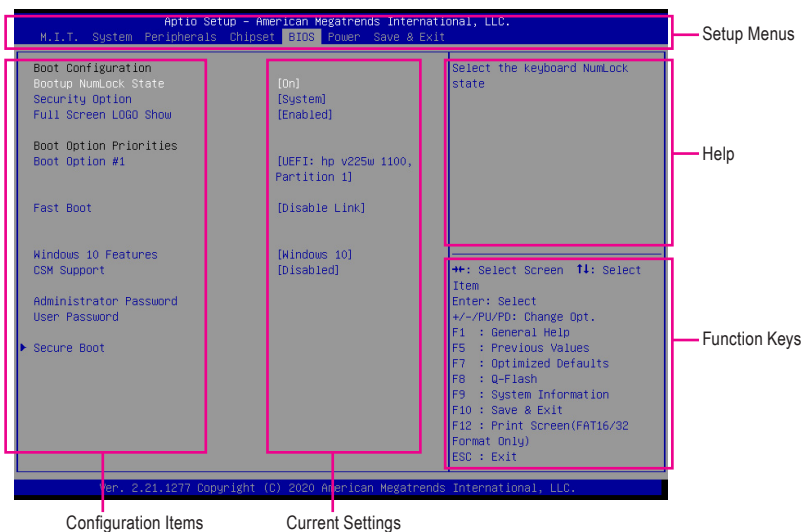 Aptio Setup – American Megatrends International, LLC.
M.I.T. System Peripherals Chipset BIOS Power Save & Exit
Setup Menus
Boot Configuration
Bootup NumLock State [On]
Security Option [System]
Full Screen LOGO Show [Enabled]
Boot Option Priorities
Boot Option #1 [UEFI: hp v225w 1100,
Partition 1]
Fast Boot [Disable Link]
Windows 10 Features [Windows 10]
CSM Support [Disabled]
Administrator Password
User Password
Secure Boot
Select the keyboard NumLock
state
Help
→←: Select Screen ↑↓: Select
Item
Enter: Select
+/-/PU/PD: Change Opt.
F1 : General Help
F5 : Previous Values
F7 : Optimized Defaults
F8 : Q-Flash
F9 : System Information
F10 : Save & Exit
F12 : Print Screen(FAT16/32
Format Only)
ESC : Exit
Function Keys
Ver. 2.21.1277 Copyright (C) 2020 American Megatrends International, LLC.
Configuration Items
Current Settings